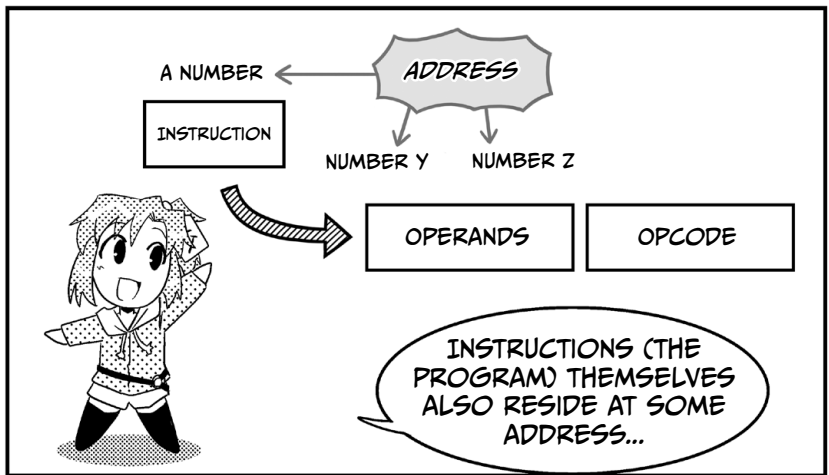 A NUMBER
ADDRESS
INSTRUCTION
NUMBER Y
NUMBER Z
OPERANDS
OPCODE
INSTRUCTIONS (THE
PROGRAM) THEMSELVES
ALSO RESIDE AT SOME
ADDRESS...